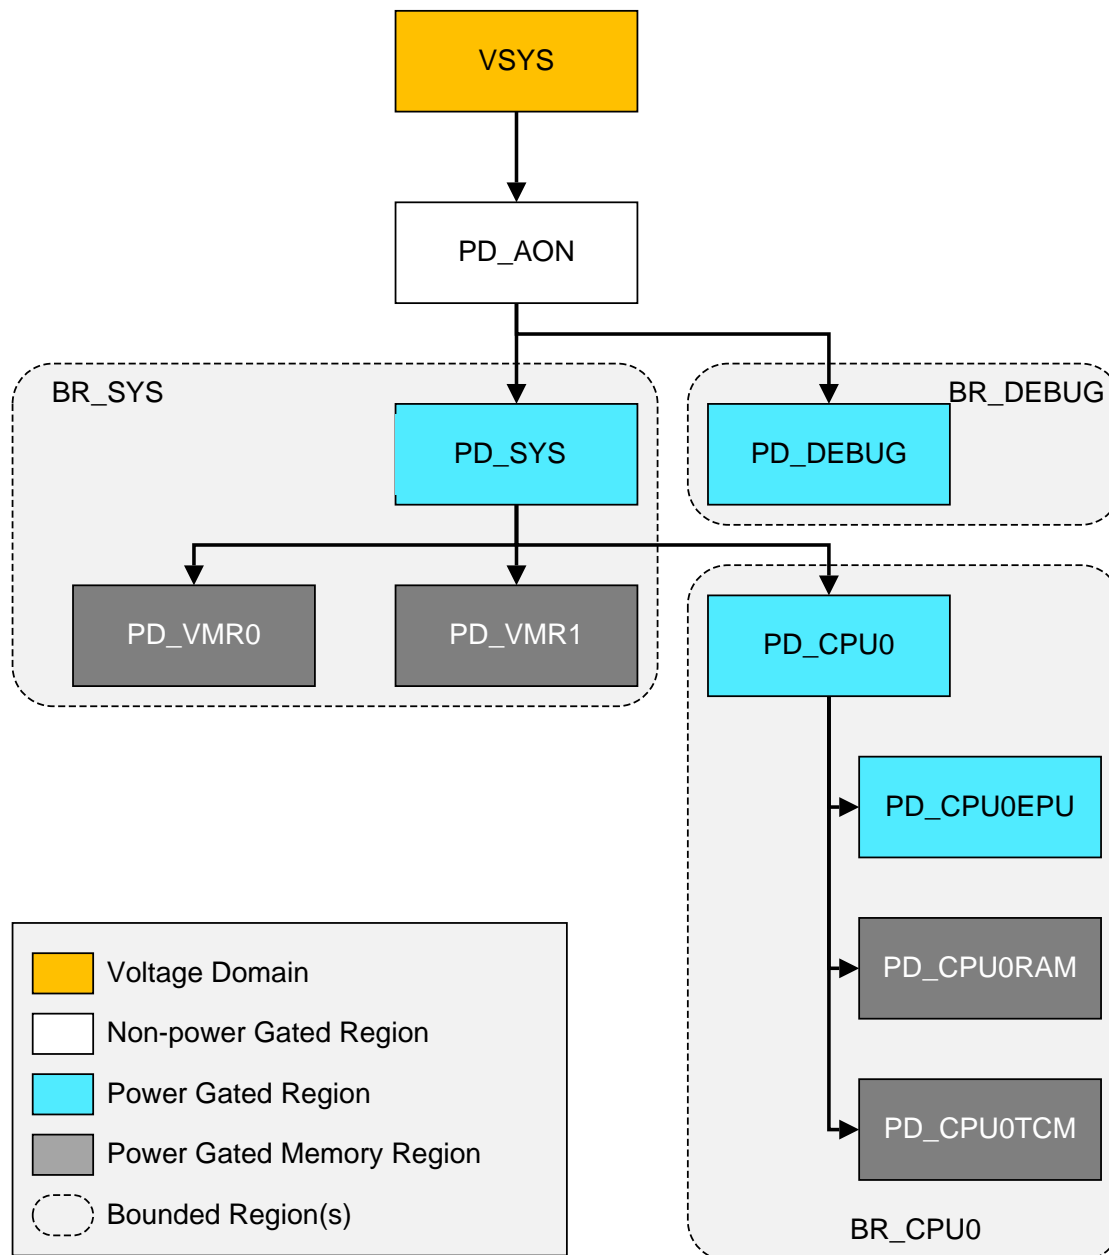 VSYS
PD_AON
BR_SYS
BR_DEBUG
PD_SYS
PD_DEBUG
PD_VMR0
PD_VMR1
PD_CPU0
PD_CPU0EPU
PD_CPU0RAM
PD_CPU0TCM
BR_CPU0
Voltage Domain
Non-power Gated Region
Power Gated Region
Power Gated Memory Region
Bounded Region(s)